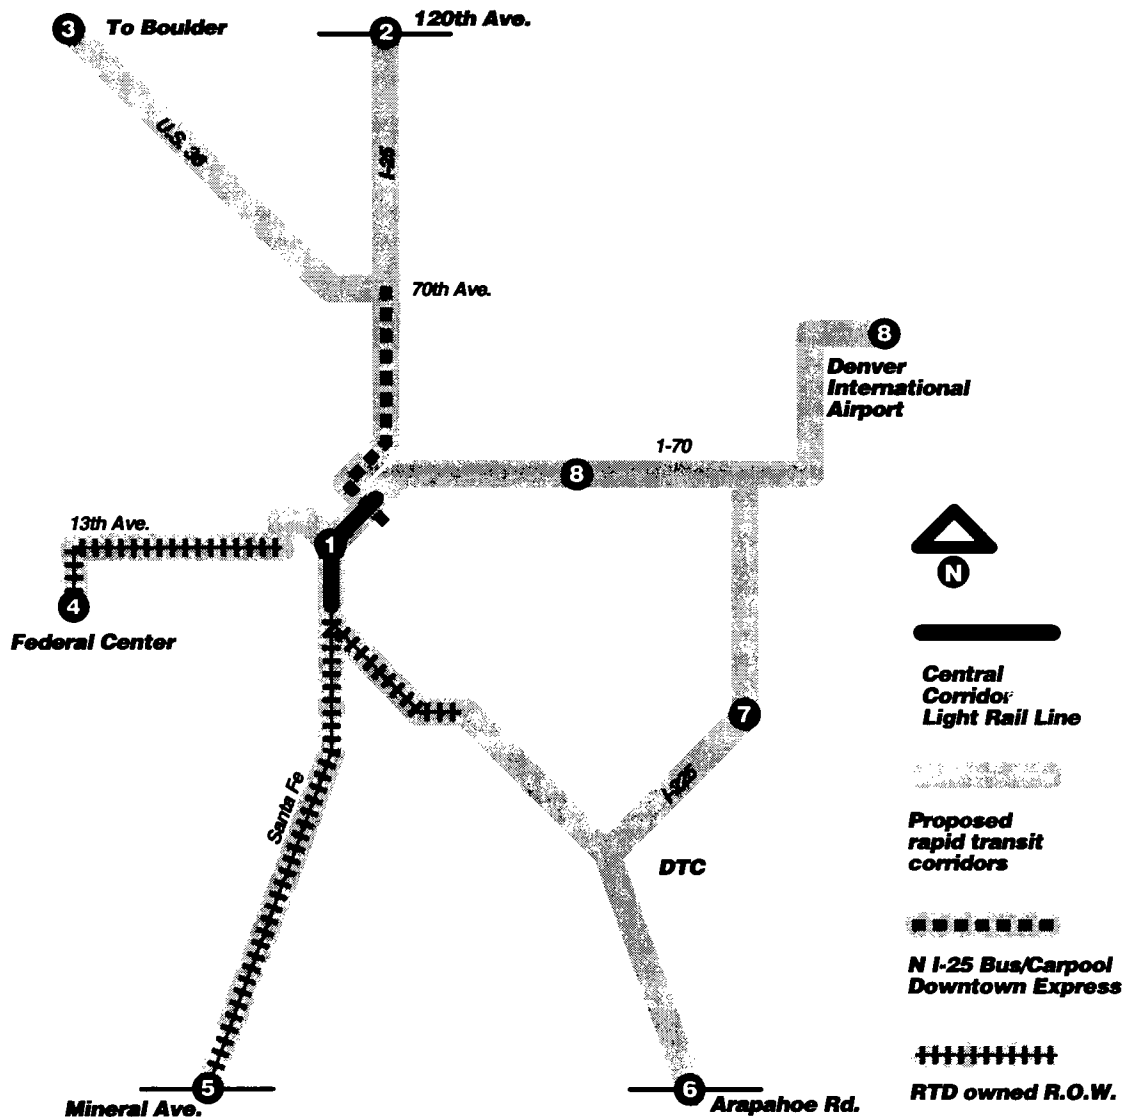 3
To Boulder
2
120th Ave.
U.S. 36
I-25
70th Ave.
8
Denver
International
Airport
1-70
8
13th Ave.
1
N
4
Federal Center
Central
Corridor
Light Rail Line
7
I-225
Santa Fe
Proposed
rapid transit
corridors
DTC
N I-25 Bus/Carpool
Downtown Express
5
Mineral Ave.
6
Arapahoe Rd.
RTD owned R.O.W.